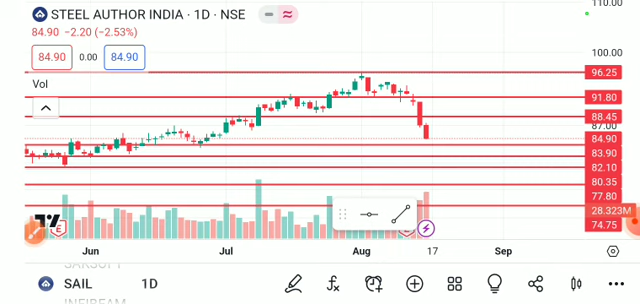 110.00
STEEL AUTHOR INDIA · 1D · NSE
84.90 −2.20 (−2.53%)
84.90 0.00 84.90
100.00
96.25
Vol
91.80
88.45
87.00
84.90
83.90
82.10
80.35
77.80
28.323M
74.75
E
Jun Jul Aug 17 Sep
SAIL 1D
INFIBEAM